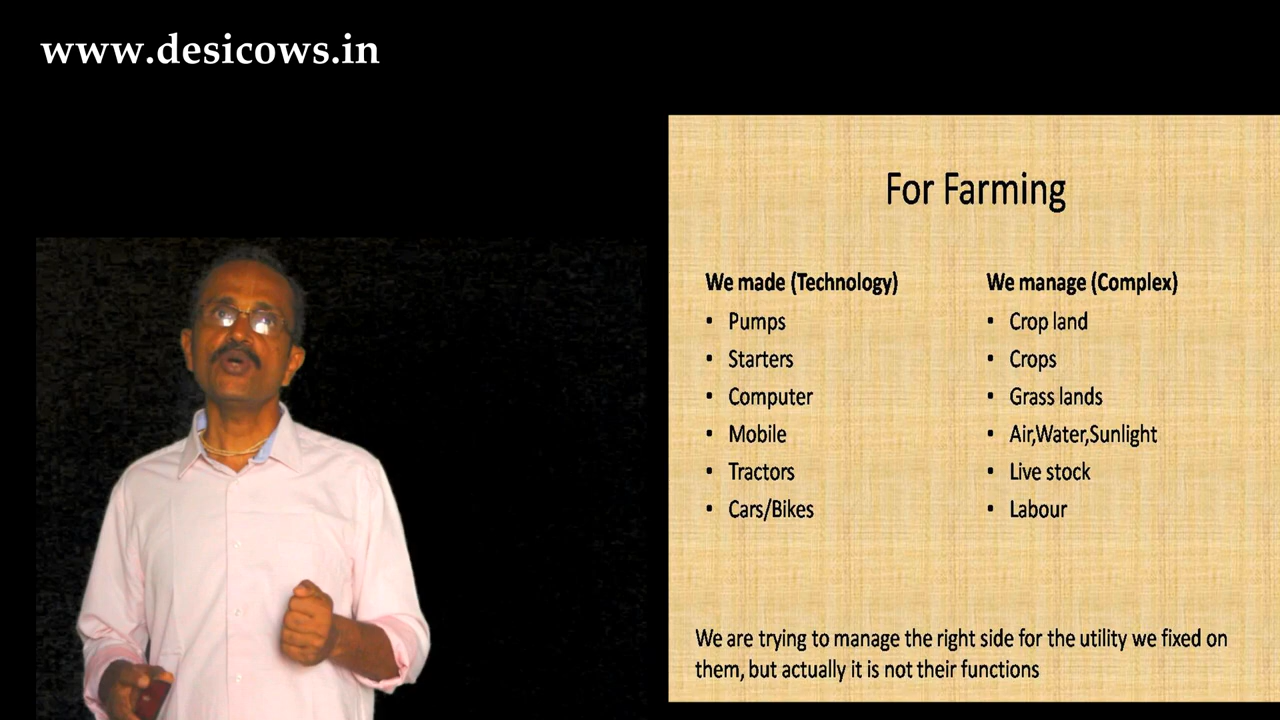 www.desicows.in
For Farming
We made (Technology)
• Pumps
• Starters
• Computer
• Mobile
• Tractors
• Cars/Bikes
We manage (Complex)
• Crop land
• Crops
• Grass lands
• Air,Water,Sunlight
• Live stock
• Labour
We are trying to manage the right side for the utility we fixed on
them, but actually it is not their functions